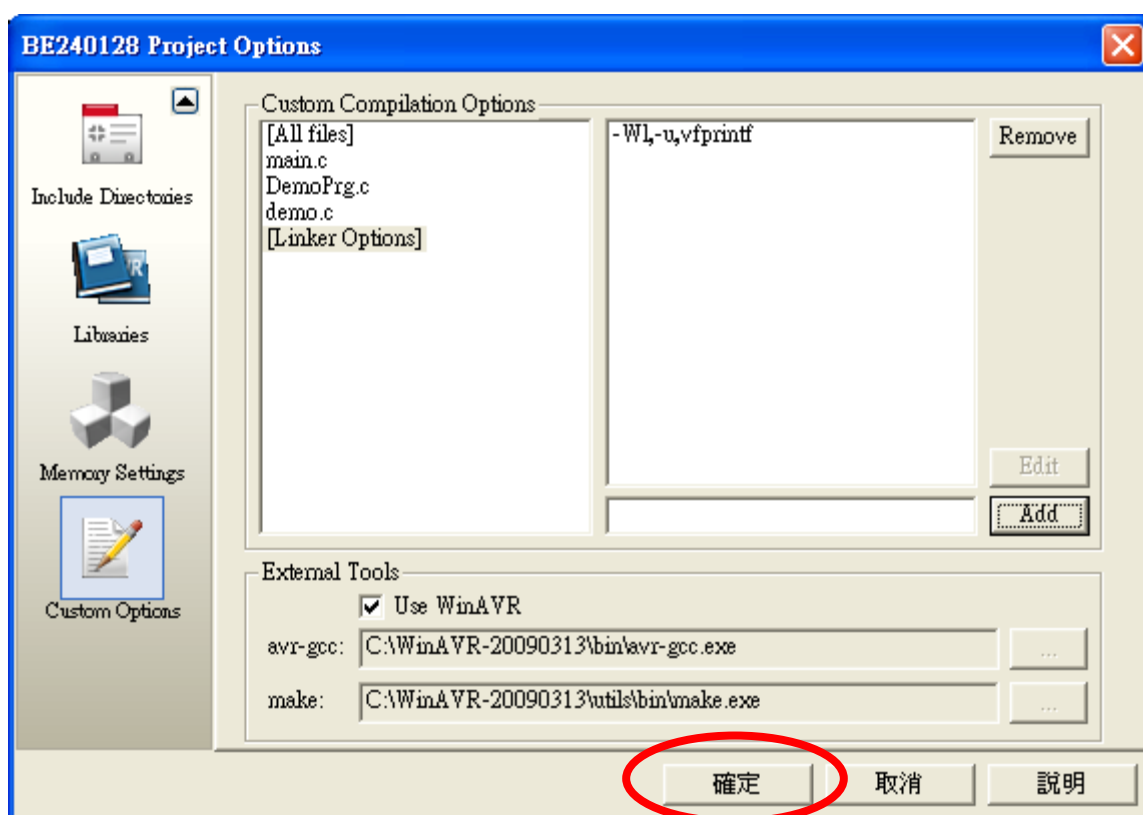 BE240128 Project Options
Include Directories
Libraries
Memory Settings
Custom Options
Custom Compilation Options
[All files]
main.c
DemoPrg.c
demo.c
[Linker Options]
-Wl,-u,vfprintf
Remove
Edit
Add
External Tools
Use WinAVR
avr-gcc: C:\WinAVR-20090313\bin\avr-gcc.exe ...
make: C:\WinAVR-20090313\utils\bin\make.exe ...
確定 取消 説明